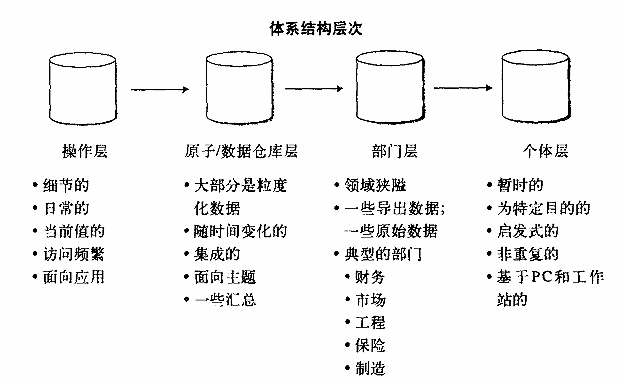 体系结构层次
操作层
• 细节的
• 日常的
• 当前值的
• 访问频繁
• 面向应用
原子/数据仓库层
• 大部分是粒度
化数据
• 随时间变化的
• 集成的
• 面向主题
• 一些汇总
部门层
• 领域狭隘
• 一些导出数据;
一些原始数据
• 典型的部门
• 财务
• 市场
• 工程
• 保险
• 制造
个体层
• 暂时的
• 为特定目的的
• 启发式的
• 非重复的
• 基于PC和工作
站的